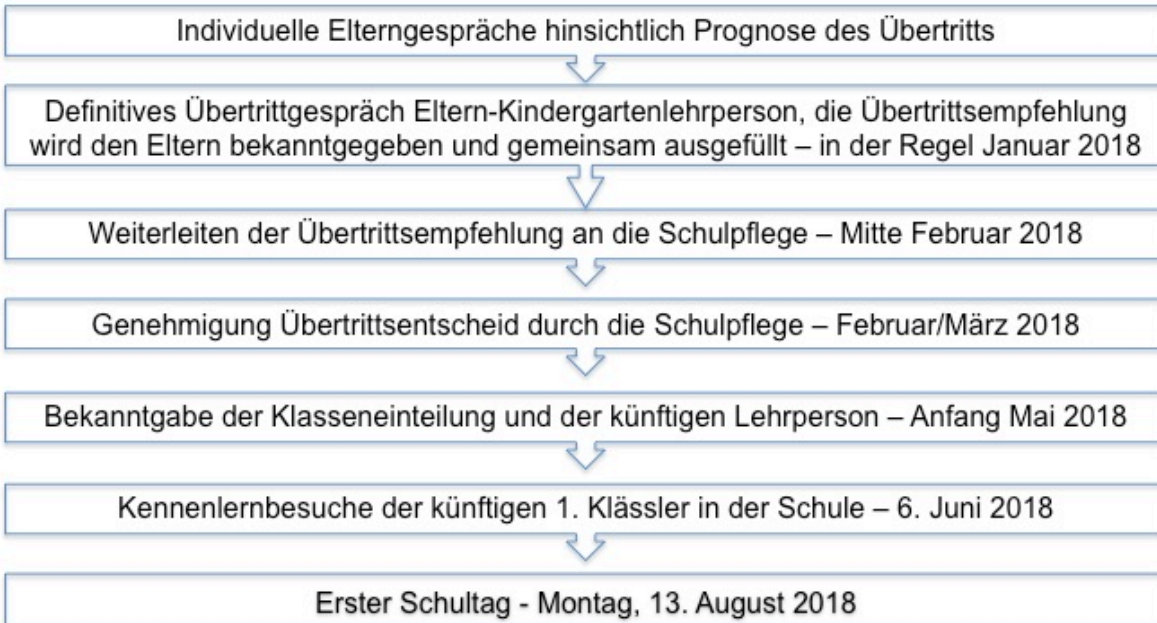 Individuelle Elterngespräche hinsichtlich Prognose des Übertritts
Definitives Übertrittgespräch Eltern-Kindergartenlehrperson, die Übertrittsempfehlung
wird den Eltern bekanntgegeben und gemeinsam ausgefüllt – in der Regel Januar 2018
Weiterleiten der Übertrittsempfehlung an die Schulpflege – Mitte Februar 2018
Genehmigung Übertrittsentscheid durch die Schulpflege – Februar/März 2018
Bekanntgabe der Klasseneinteilung und der künftigen Lehrperson – Anfang Mai 2018
Kennenlernbesuche der künftigen 1. Klässler in der Schule – 6. Juni 2018
Erster Schultag - Montag, 13. August 2018